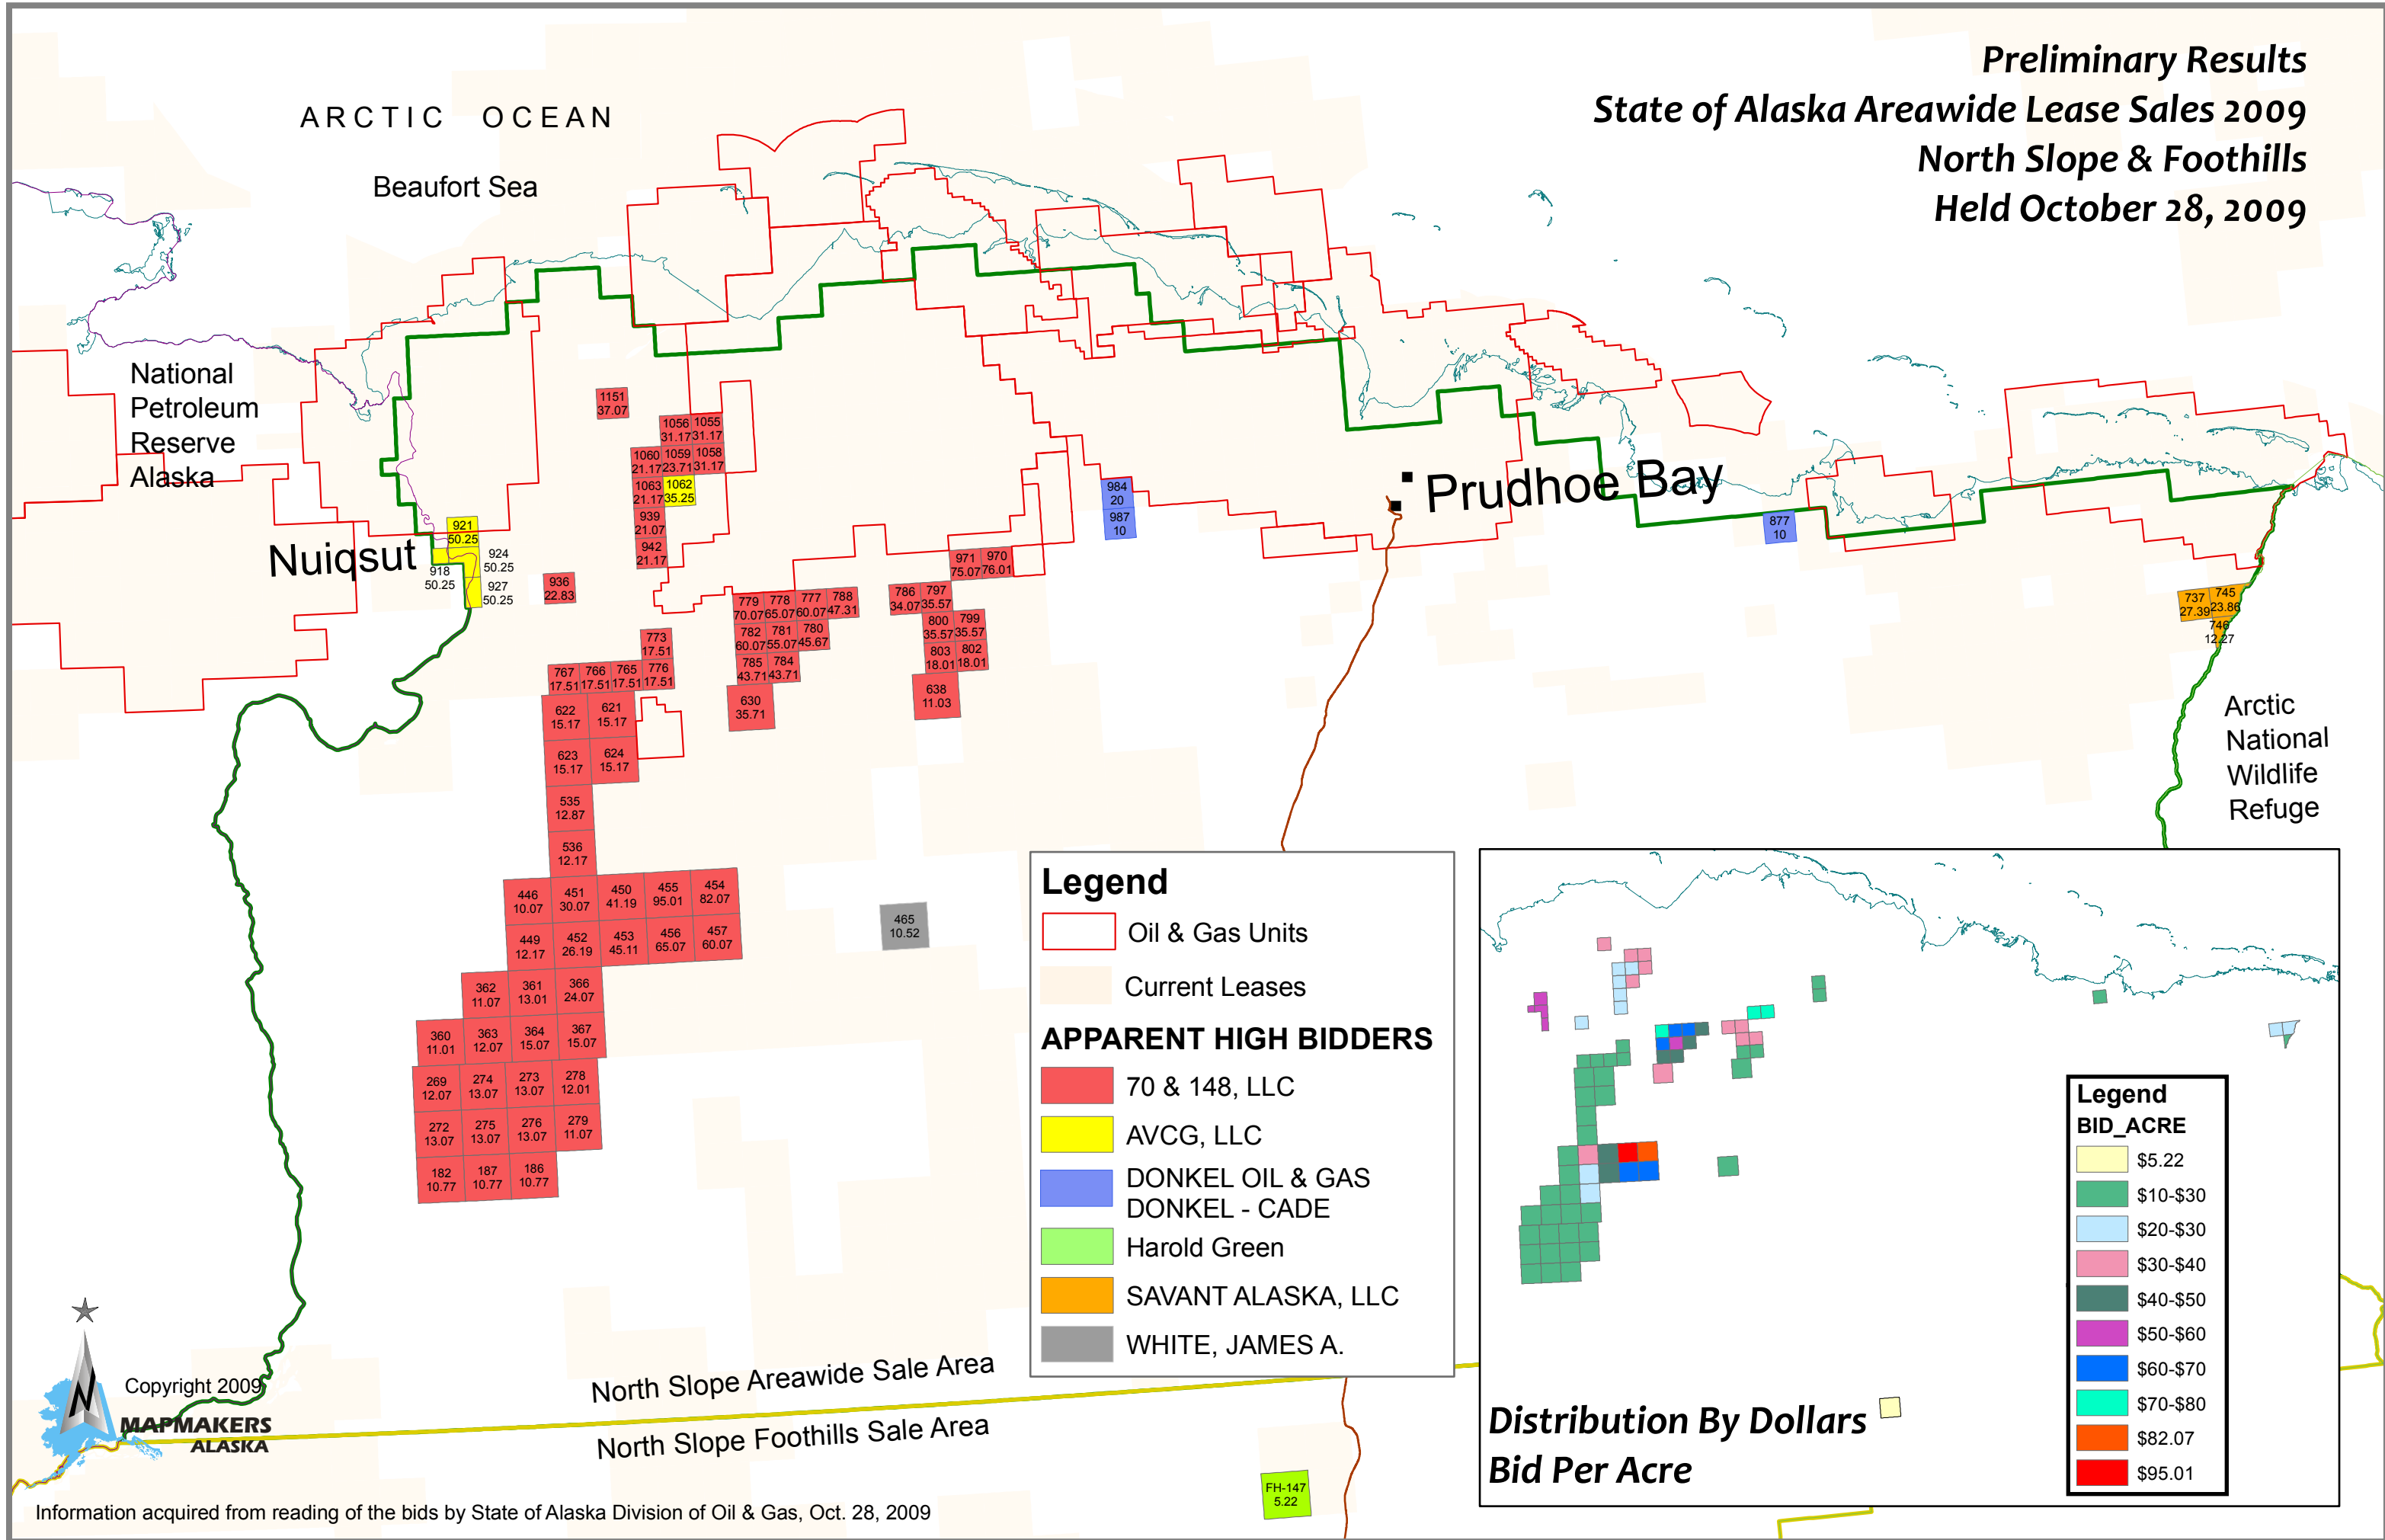 Preliminary Results
State of Alaska Areawide Lease Sales 2009
North Slope & Foothills
Held October 28, 2009
ARCTIC OCEAN
Beaufort Sea
National
Petroleum
Reserve
Alaska
Nuiqsut
Prudhoe Bay
Arctic
National
Wildlife
Refuge
1151
37.07
1056 1055
31.17 31.17
1060 1059 1058
21.17 23.71 31.17
1063 1062
21.17 35.25
939
21.07
942
21.17
984
20
987
10
877
10
921
50.25
924
50.25
918
50.25
927
50.25
936
22.83
971 970
75.07 76.01
779 778 777 788
70.07 65.07 60.07 47.31
782 781 780
60.07 55.07 45.67
785 784
43.71 43.71
630
35.71
786 797
34.07 35.57
800 799
35.57 35.57
803 802
18.01 18.01
638
11.03
737 745
27.39 23.86
746
12.27
773
17.51
767 766 765 776
17.51 17.51 17.51 17.51
622 621
15.17 15.17
623 624
15.17 15.17
535
12.87
536
12.17
446 451 450 455 454
10.07 30.07 41.19 95.01 82.07
449 452 453 456 457
12.17 26.19 45.11 65.07 60.07
465
10.52
362 361 366
11.07 13.01 24.07
360 363 364 367
11.01 12.07 15.07 15.07
269 274 273 278
12.07 13.07 13.07 12.01
272 275 276 279
13.07 13.07 13.07 11.07
182 187 186
10.77 10.77 10.77
Legend
Oil & Gas Units
Current Leases
APPARENT HIGH BIDDERS
70 & 148, LLC
AVCG, LLC
DONKEL OIL & GAS
DONKEL - CADE
Harold Green
SAVANT ALASKA, LLC
WHITE, JAMES A.
Legend
BID_ACRE
$5.22
$10-$30
$20-$30
$30-$40
$40-$50
$50-$60
$60-$70
$70-$80
$82.07
$95.01
Distribution By Dollars
Bid Per Acre
North Slope Areawide Sale Area
North Slope Foothills Sale Area
FH-147
5.22
N
Copyright 2009
MAPMAKERS
ALASKA
Information acquired from reading of the bids by State of Alaska Division of Oil & Gas, Oct. 28, 2009